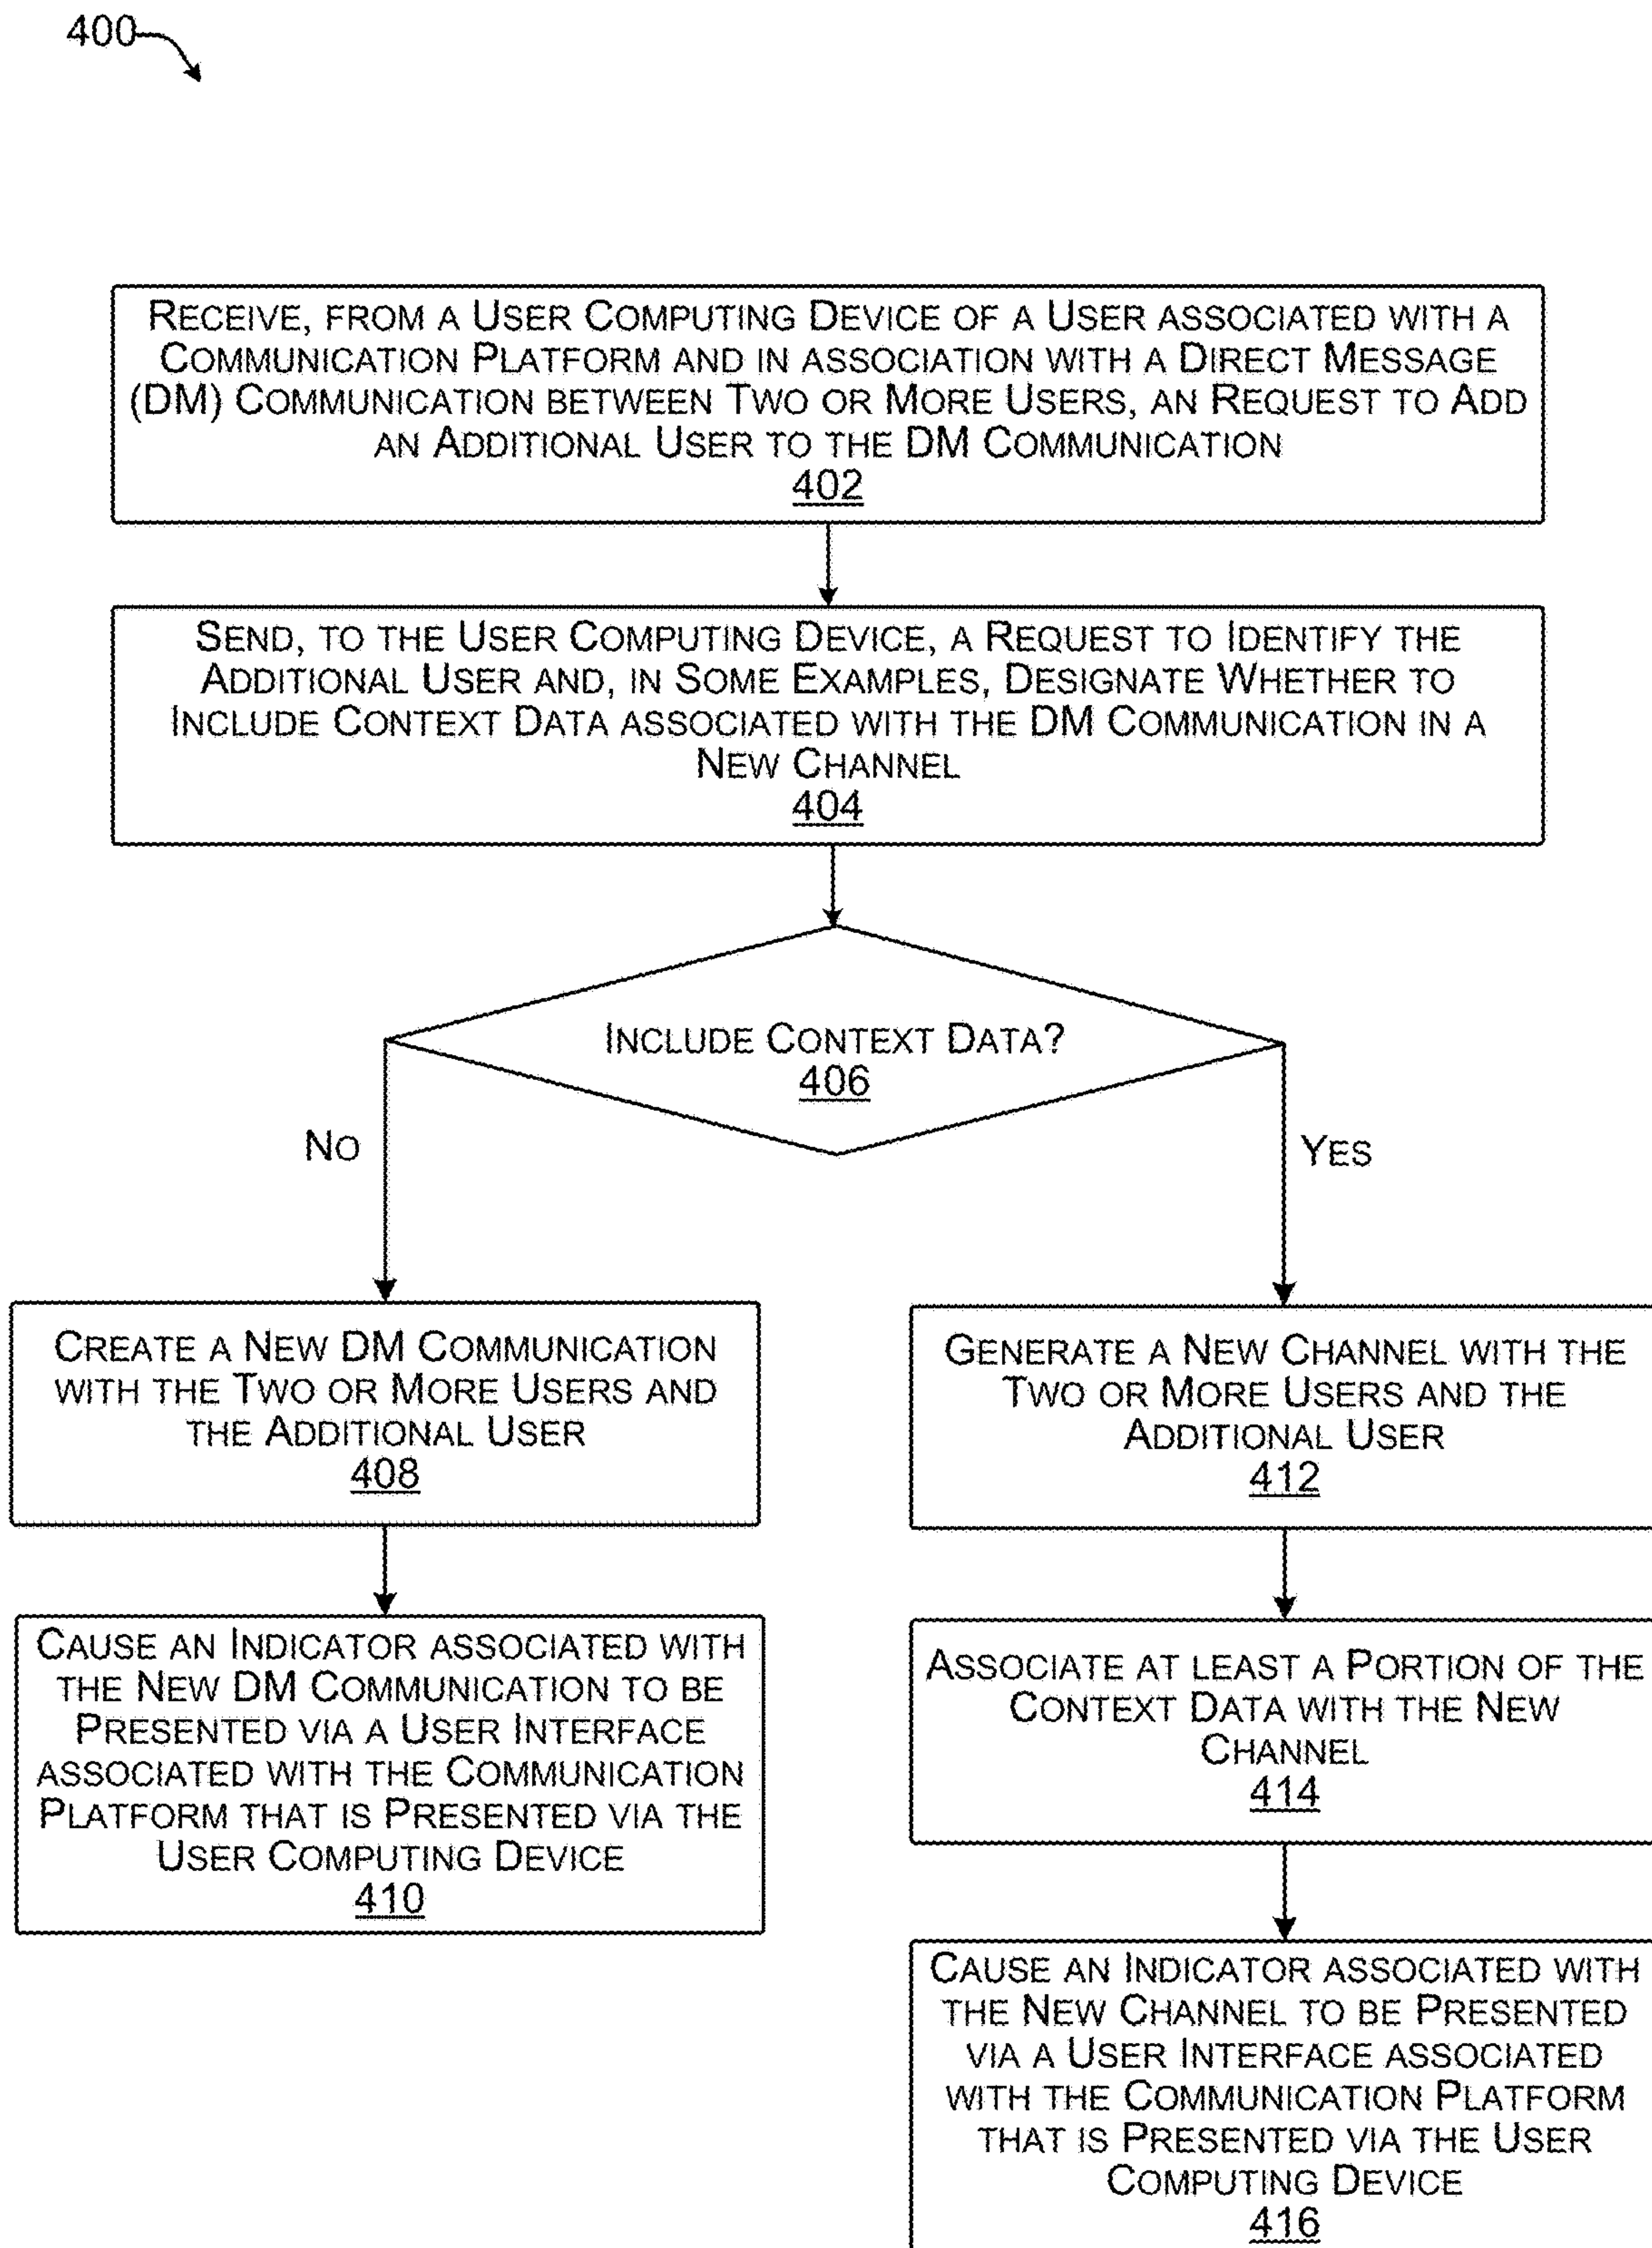 400
RECEIVE, FROM A USER COMPUTING DEVICE OF A USER ASSOCIATED WITH A
COMMUNICATION PLATFORM AND IN ASSOCIATION WITH A DIRECT MESSAGE
(DM) COMMUNICATION BETWEEN TWO OR MORE USERS, AN REQUEST TO ADD
AN ADDITIONAL USER TO THE DM COMMUNICATION
402
SEND, TO THE USER COMPUTING DEVICE, A REQUEST TO IDENTIFY THE
ADDITIONAL USER AND, IN SOME EXAMPLES, DESIGNATE WHETHER TO
INCLUDE CONTEXT DATA ASSOCIATED WITH THE DM COMMUNICATION IN A
NEW CHANNEL
404
INCLUDE CONTEXT DATA?
406
NO
YES
CREATE A NEW DM COMMUNICATION
WITH THE TWO OR MORE USERS AND
THE ADDITIONAL USER
408
CAUSE AN INDICATOR ASSOCIATED WITH
THE NEW DM COMMUNICATION TO BE
PRESENTED VIA A USER INTERFACE
ASSOCIATED WITH THE COMMUNICATION
PLATFORM THAT IS PRESENTED VIA THE
USER COMPUTING DEVICE
410
GENERATE A NEW CHANNEL WITH THE
TWO OR MORE USERS AND THE
ADDITIONAL USER
412
ASSOCIATE AT LEAST A PORTION OF THE
CONTEXT DATA WITH THE NEW
CHANNEL
414
CAUSE AN INDICATOR ASSOCIATED WITH
THE NEW CHANNEL TO BE PRESENTED
VIA A USER INTERFACE ASSOCIATED
WITH THE COMMUNICATION PLATFORM
THAT IS PRESENTED VIA THE USER
COMPUTING DEVICE
416